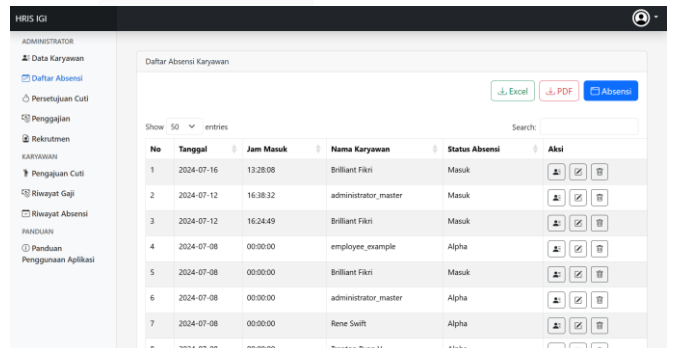 HRIS IGI
ADMINISTRATOR
Data Karyawan
Daftar Absensi
Persetujuan Cuti
Penggajian
Rekrutmen
KARYAWAN
Pengajuan Cuti
Riwayat Gaji
Riwayat Absensi
PANDUAN
Panduan
Penggunaan Aplikasi
Daftar Absensi Karyawan
Excel PDF Absensi
Show 50 entries Search:
No Tanggal Jam Masuk Nama Karyawan Status Absensi Aksi
1 2024-07-16 13:28:08 Brilliant Fikri Masuk
2 2024-07-12 16:38:32 administrator_master Masuk
3 2024-07-12 16:24:49 Brilliant Fikri Masuk
4 2024-07-08 00:00:00 employee_example Alpha
5 2024-07-08 00:00:00 Brilliant Fikri Masuk
6 2024-07-08 00:00:00 administrator_master Alpha
7 2024-07-08 00:00:00 Rene Swift Alpha